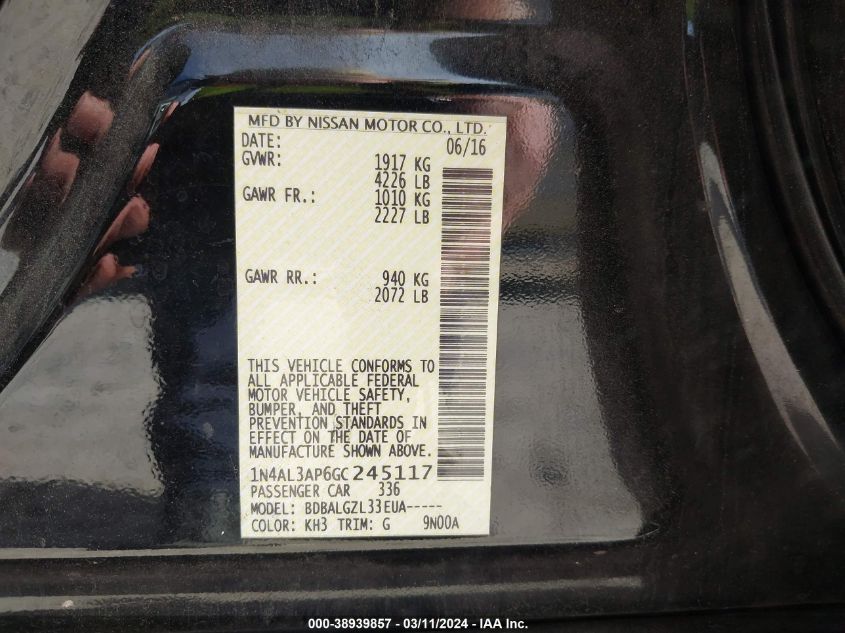 MFD BY NISSAN MOTOR CO., LTD.
DATE: 06/16
GVWR: 1917 KG
4226 LB
GAWR FR.: 1010 KG
2227 LB
GAWR RR.: 940 KG
2072 LB
THIS VEHICLE CONFORMS TO
ALL APPLICABLE FEDERAL
MOTOR VEHICLE SAFETY,
BUMPER, AND THEFT
PREVENTION STANDARDS IN
EFFECT ON THE DATE OF
MANUFACTURE SHOWN ABOVE.
1N4AL3AP6GC245117
PASSENGER CAR 336
MODEL: BDBALGZL33EUA-----
COLOR: KH3 TRIM: G 9N00A
000-38939857 - 03/11/2024 - IAA Inc.